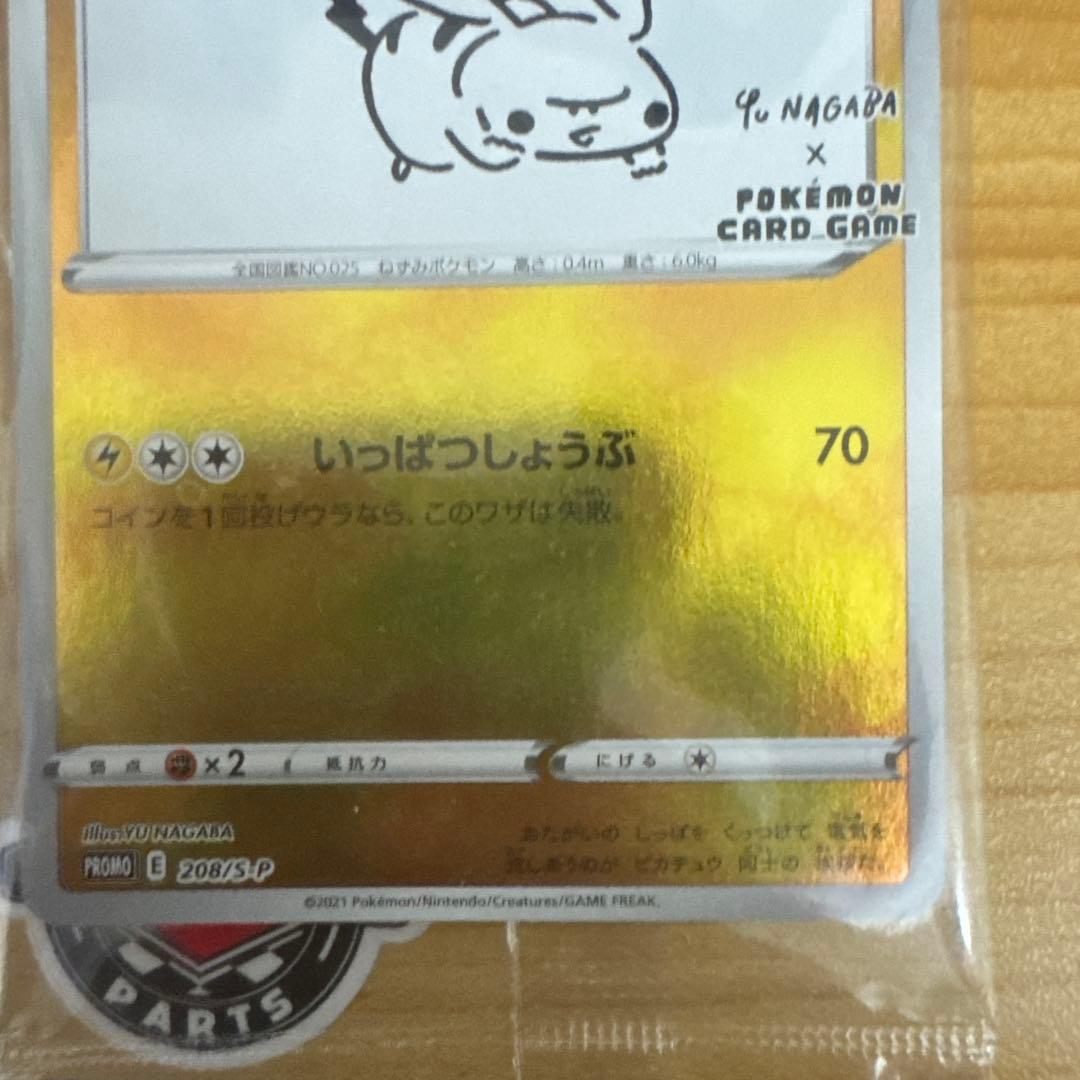 Yu NAGABA
×
POKÉMON
CARD GAME
全国図鑑NO.025 ねずみポケモン 高さ:0.4m 重さ:6.0kg
いっぱつしょうぶ 70
コインを1回投げウラなら、このワザは失敗。
弱点 ×2 抵抗力 にげる
illus.YU NAGABA
おたがいの しっぽを くっつけて 電気を
流しあうのが ピカチュウ 同士の 挨拶だ。
PROMO E 208/S-P
©2021 Pokémon/Nintendo/Creatures/GAME FREAK.
PARTS